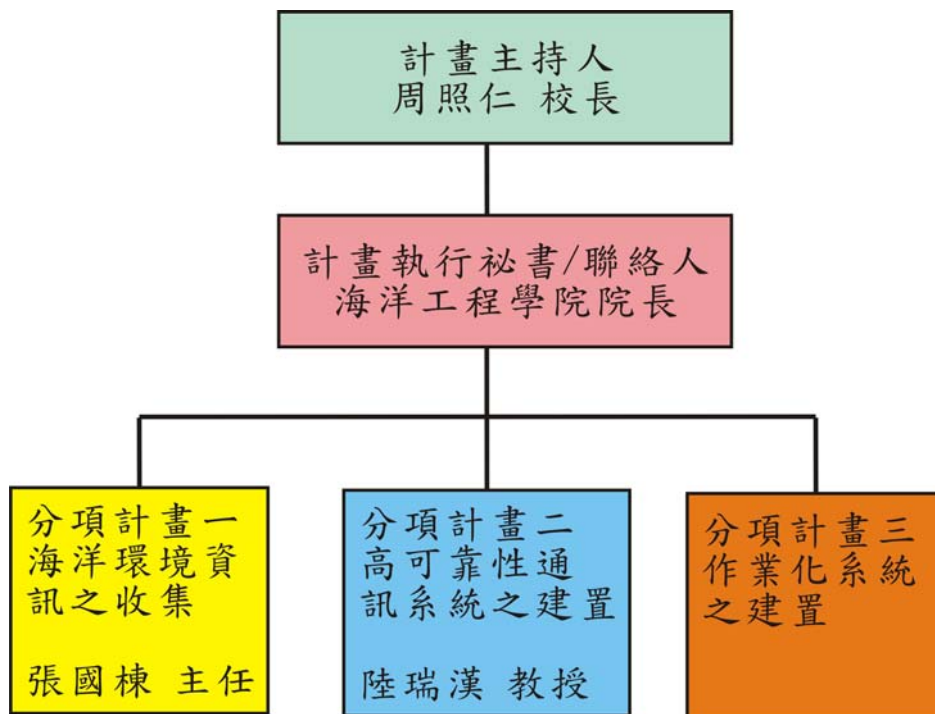 計畫主持人
周照仁 校長
計畫執行祕書/聯絡人
海洋工程學院院長
分項計畫一
海洋環境資
訊之收集
張國棟 主任
分項計畫二
高可靠性通
訊系統之建置
陸瑞漢 教授
分項計畫三
作業化系統
之建置